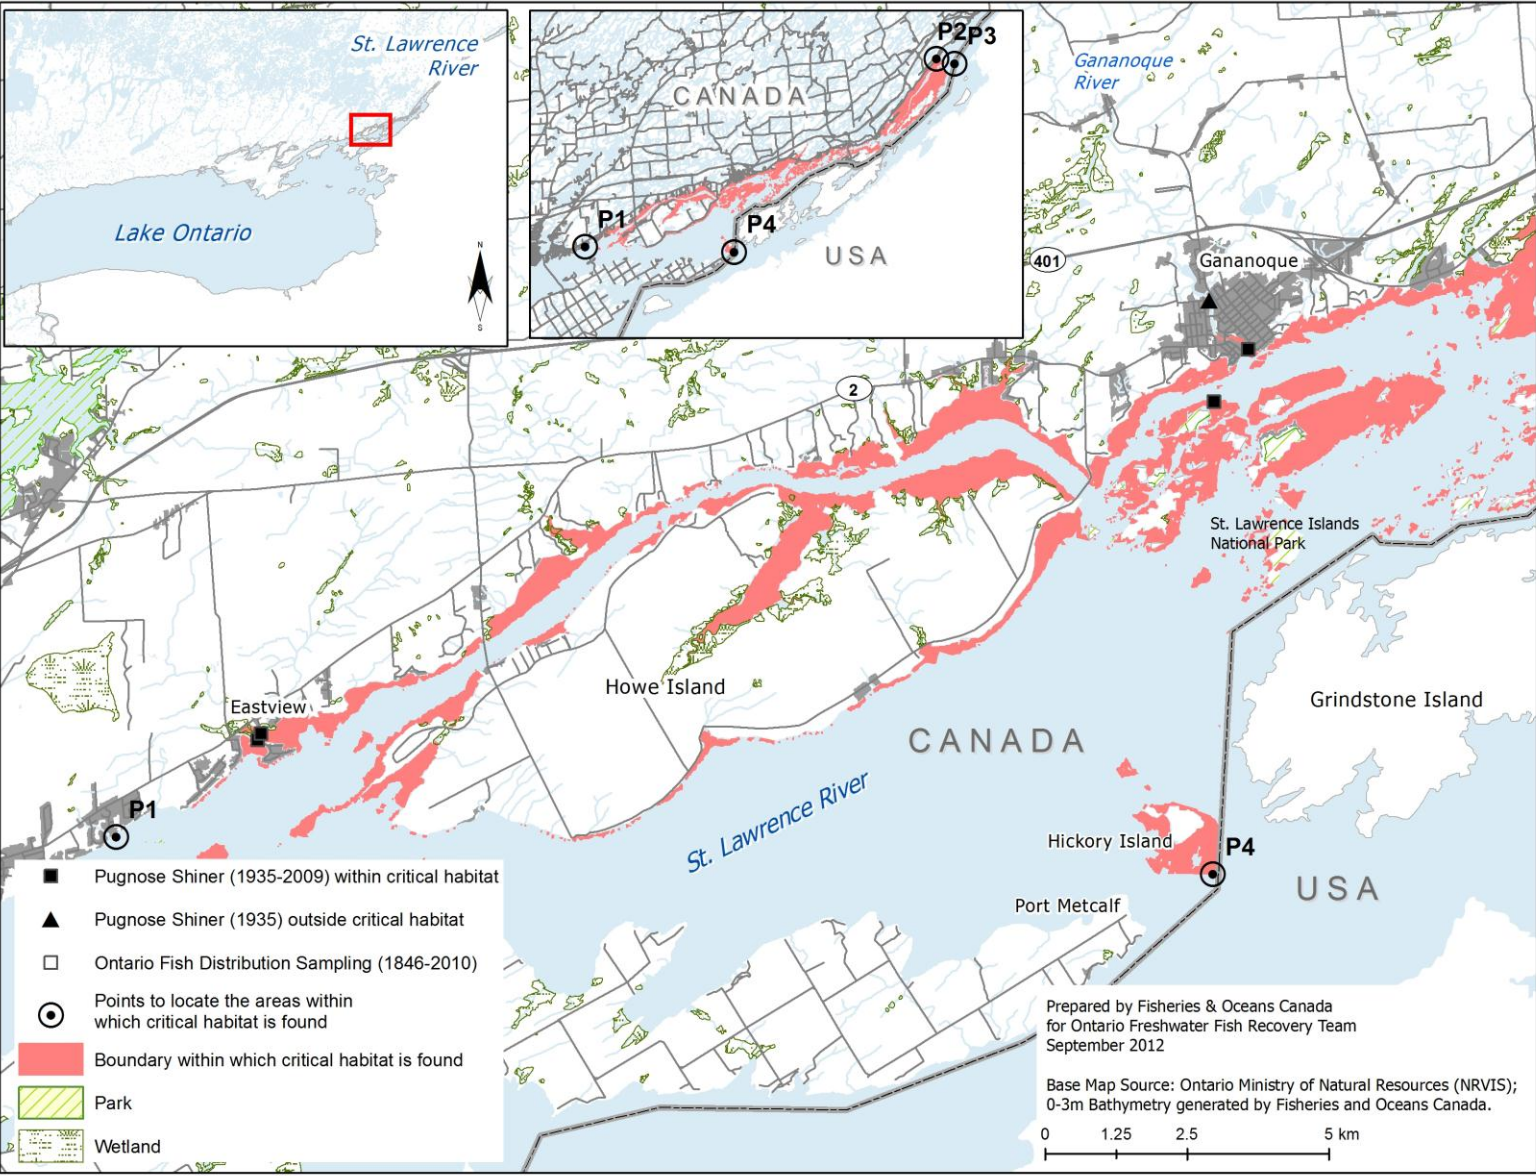 St. Lawrence
River
Lake Ontario
N
S
P2
P3
CANADA
P1
P4
USA
Gananoque
River
401
Gananoque
2
St. Lawrence Islands
National Park
Howe Island
Eastview
Grindstone Island
CANADA
St. Lawrence River
P1
Hickory Island
P4
USA
Port Metcalf
Pugnose Shiner (1935-2009) within critical habitat
Pugnose Shiner (1935) outside critical habitat
Ontario Fish Distribution Sampling (1846-2010)
Points to locate the areas within
which critical habitat is found
Boundary within which critical habitat is found
Park
Wetland
Prepared by Fisheries & Oceans Canada
for Ontario Freshwater Fish Recovery Team
September 2012
Base Map Source: Ontario Ministry of Natural Resources (NRVIS);
0-3m Bathymetry generated by Fisheries and Oceans Canada.
0 1.25 2.5 5 km